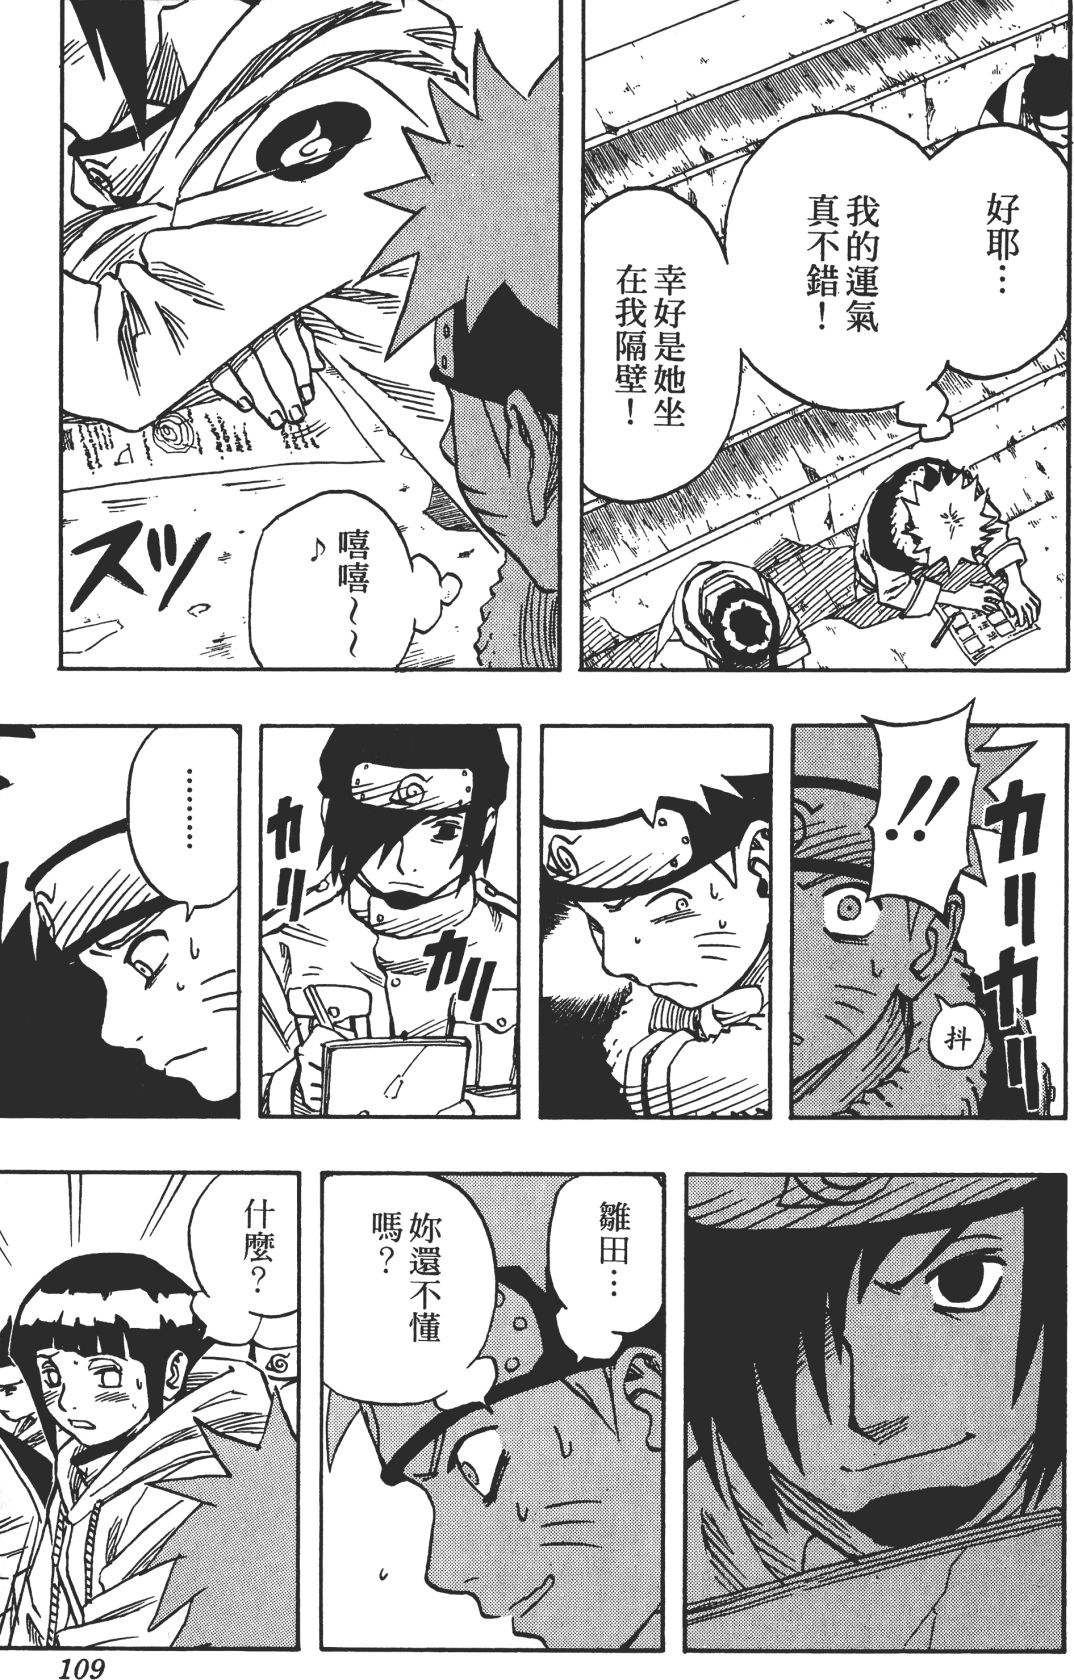 好耶…
我的運氣
真不錯！
幸好是她坐
在我隔壁！
嘻嘻～～♪
スッ
!!
カリカリ
抖
カリ
カリ
………
雛田…
妳還不懂
嗎？
什麼？
109